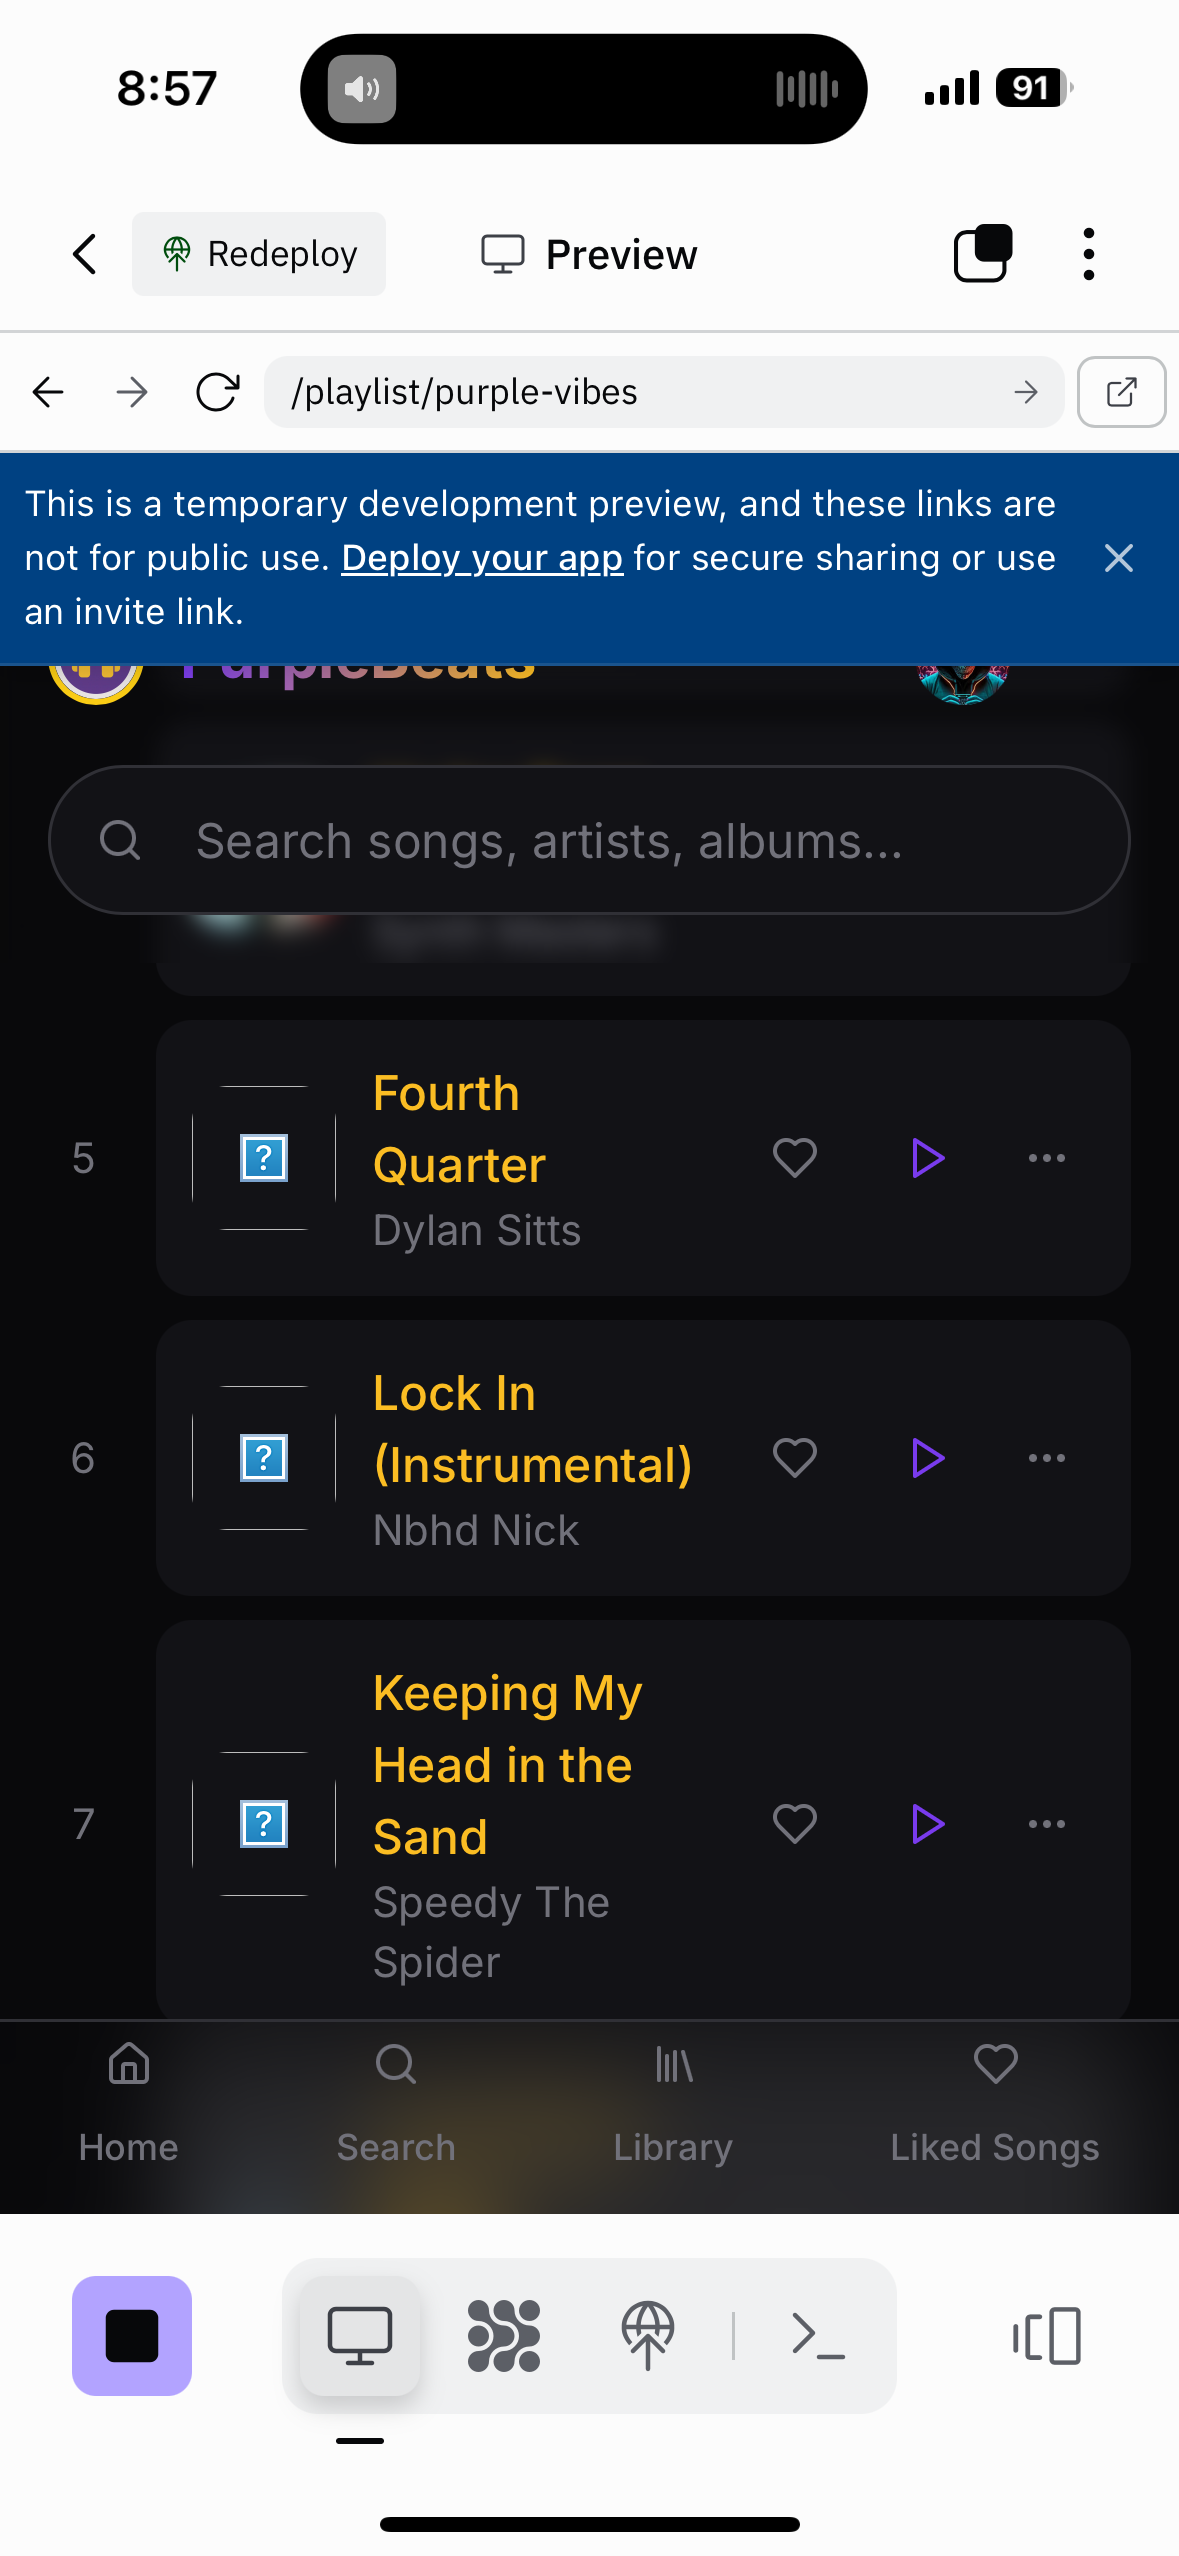 8:57
91
Redeploy
Preview
/playlist/purple-vibes
This is a temporary development preview, and these links are
not for public use. Deploy your app for secure sharing or use
an invite link.
PurpleBeats
Search songs, artists, albums...
Synth Masters
5
Fourth
Quarter
Dylan Sitts
6
Lock In
(Instrumental)
Nbhd Nick
7
Keeping My
Head in the
Sand
Speedy The
Spider
Home
Search
Library
Liked Songs